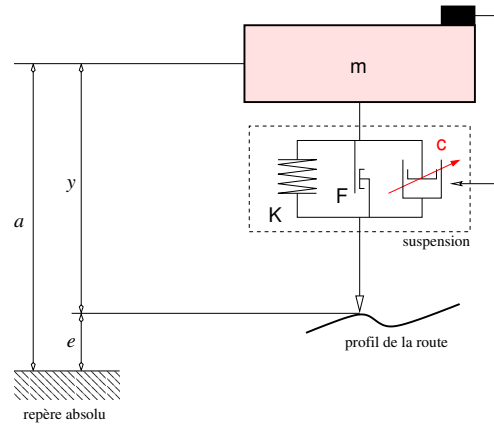 m
c
y
F
a
K
suspension
e
profil de la route
repère absolu